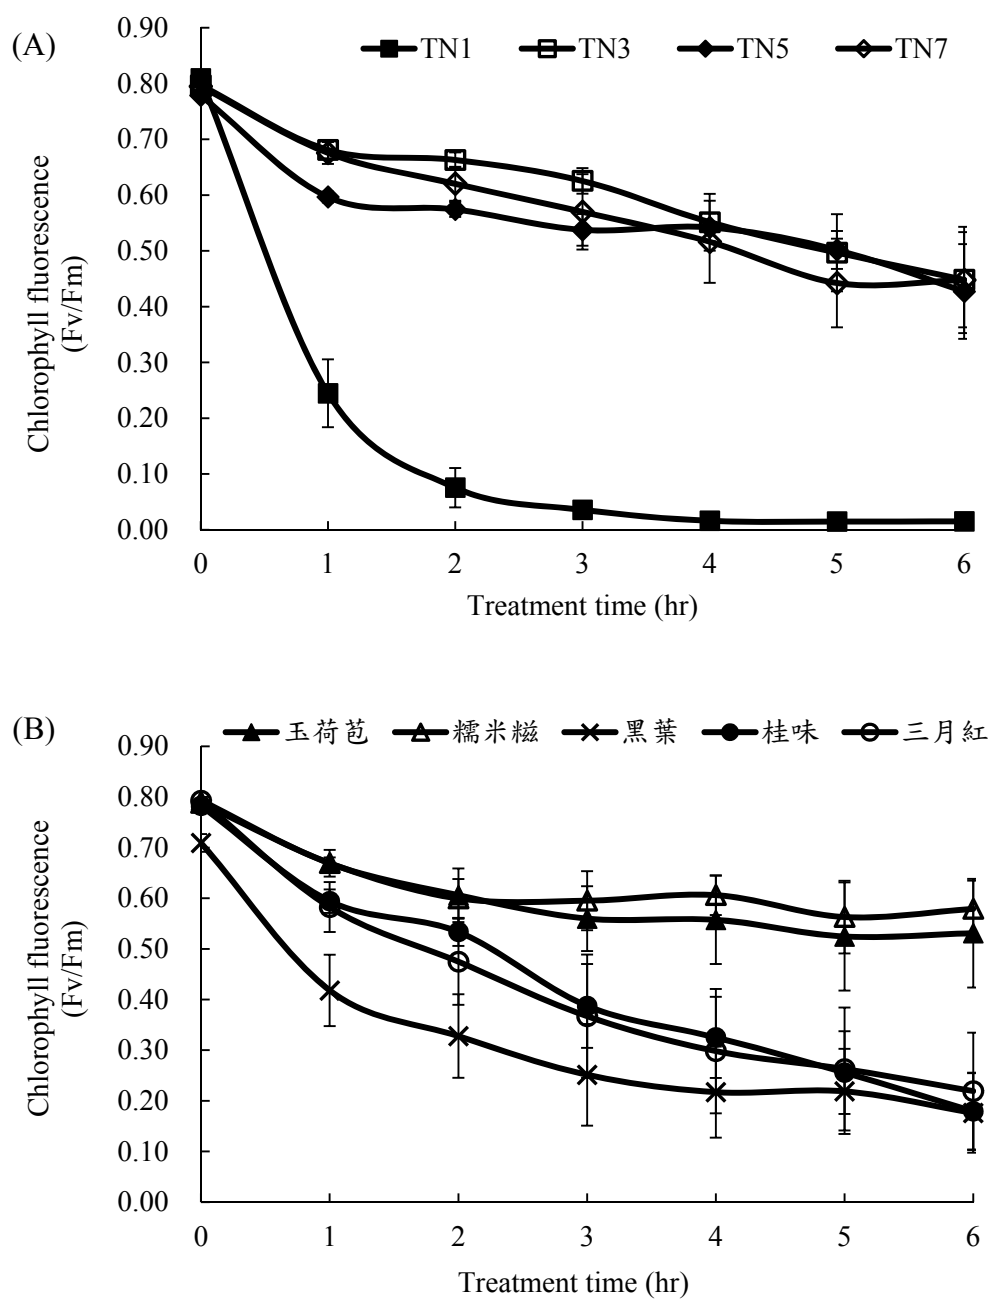 (A)
TN1 TN3 TN5 TN7
0.90
0.80
0.70
0.60
0.50
0.40
0.30
0.20
0.10
0.00
Chlorophyll fluorescence
(Fv/Fm)
0 1 2 3 4 5 6
Treatment time (hr)
(B)
玉荷苞 糯米糍 黑葉 桂味 三月紅
0.90
0.80
0.70
0.60
0.50
0.40
0.30
0.20
0.10
0.00
Chlorophyll fluorescence
(Fv/Fm)
0 1 2 3 4 5 6
Treatment time (hr)